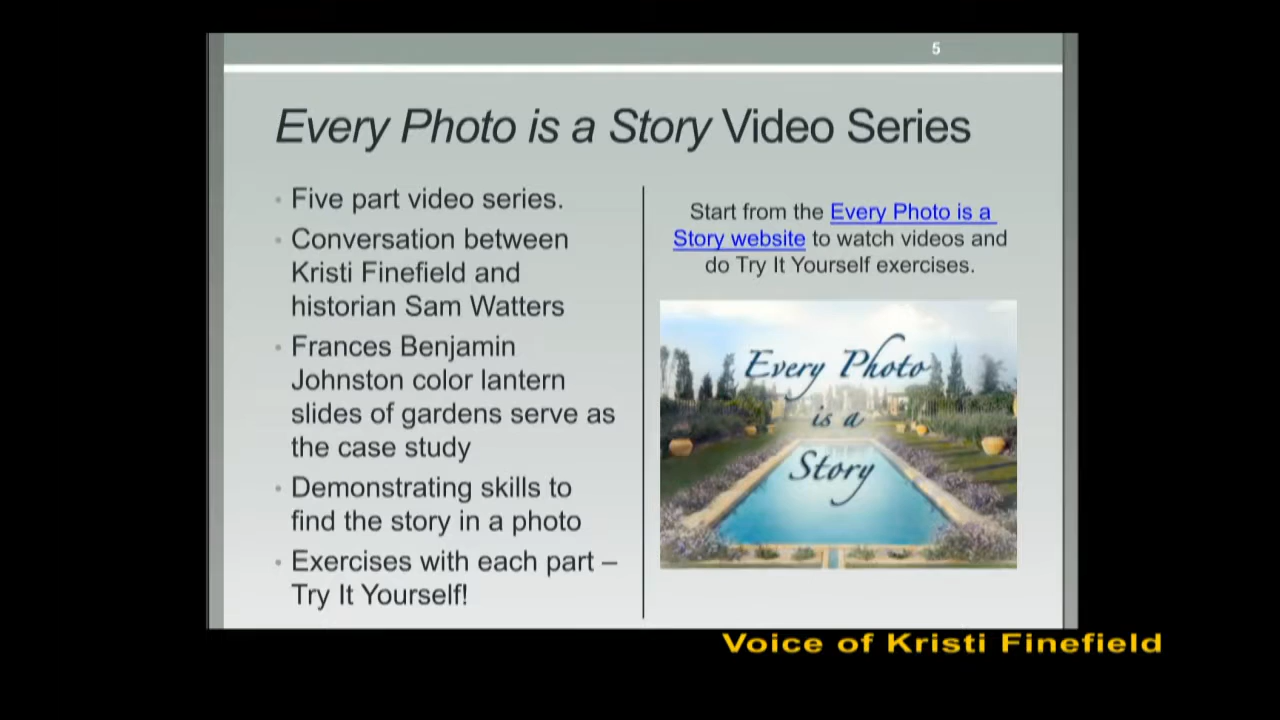 5
Every Photo is a Story Video Series
Five part video series.
Conversation between
Kristi Finefield and
historian Sam Watters
Frances Benjamin
Johnston color lantern
slides of gardens serve as
the case study
Demonstrating skills to
find the story in a photo
Exercises with each part –
Try It Yourself!
Start from the Every Photo is a
Story website to watch videos and
do Try It Yourself exercises.
Every Photo
is a
Story
Voice of Kristi Finefield